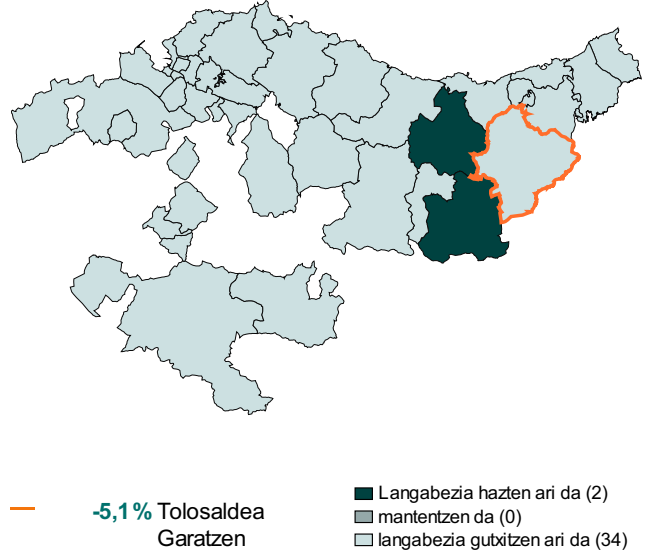 -5,1% Tolosaldea
Garatzen
Langabezia hazten ari da (2)
mantentzen da (0)
langabezia gutxitzen ari da (34)